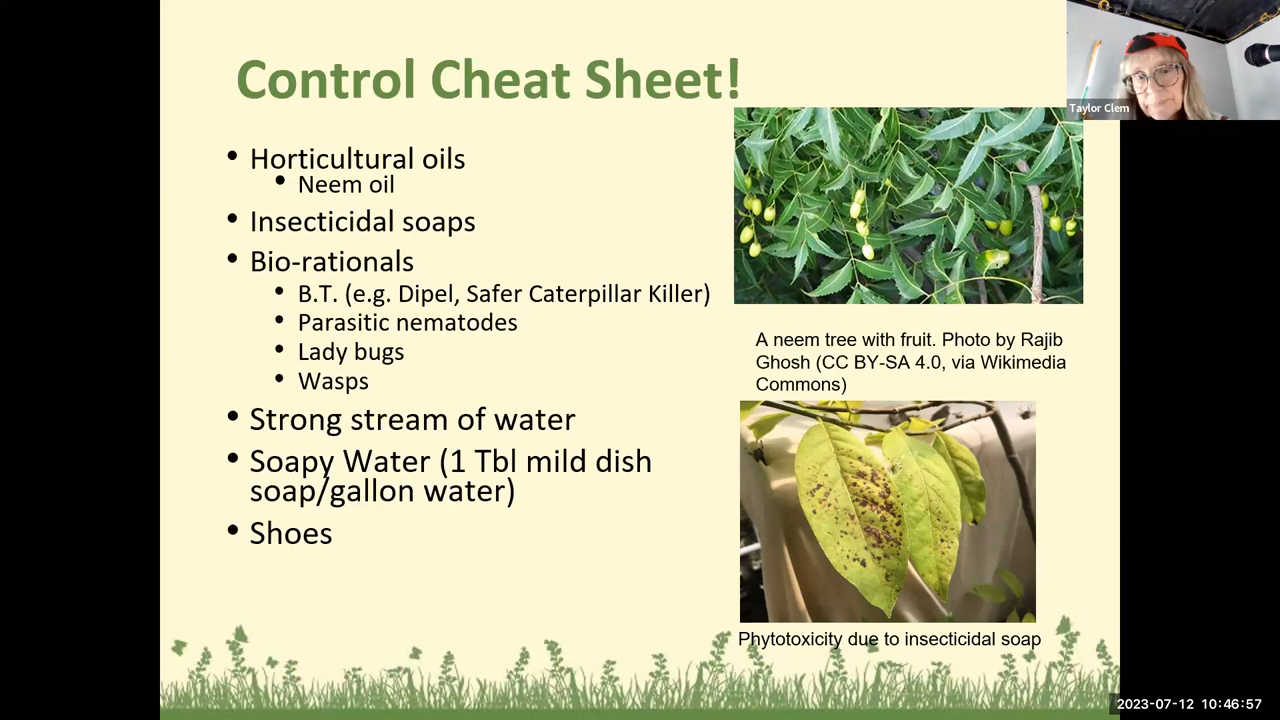 Control Cheat Sheet!
Taylor Clem
• Horticultural oils
• Neem oil
• Insecticidal soaps
• Bio-rationals
• B.T. (e.g. Dipel, Safer Caterpillar Killer)
• Parasitic nematodes
• Lady bugs
• Wasps
• Strong stream of water
• Soapy Water (1 Tbl mild dish
soap/gallon water)
• Shoes
A neem tree with fruit. Photo by Rajib
Ghosh (CC BY-SA 4.0, via Wikimedia
Commons)
Phytotoxicity due to insecticidal soap
2023-07-12 10:46:57